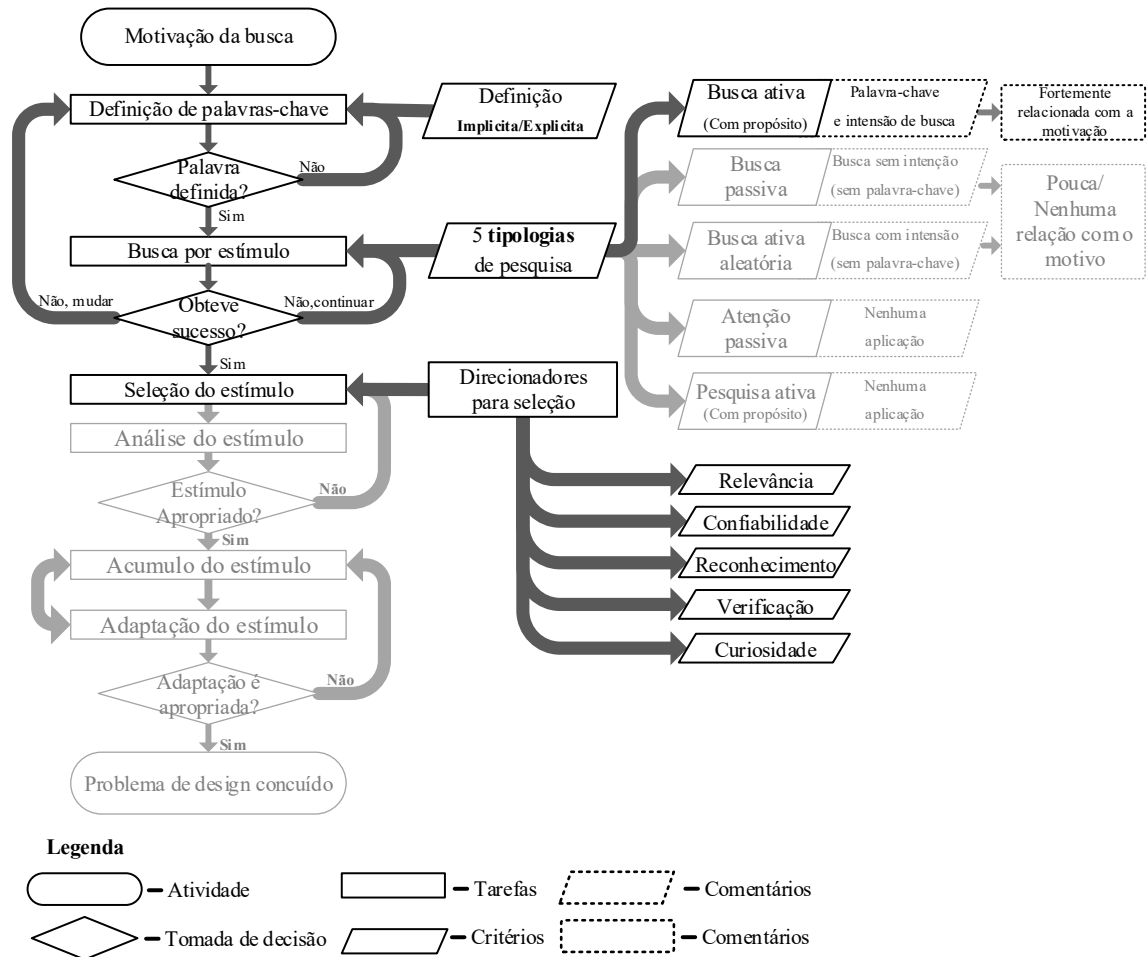 Motivação da busca
Definição de palavras-chave
Palavra
definida?
Não
Sim
Busca por estímulo
Não, mudar
Obteve
sucesso?
Não,continuar
Sim
Seleção do estímulo
Análise do estímulo
Estímulo
Apropriado?
Não
Sim
Acumulo do estímulo
Adaptação do estímulo
Adaptação é
apropriada?
Não
Sim
Problema de design concuído
Definição
Implicita/Explicita
5 tipologias
de pesquisa
Direcionadores
para seleção
Busca ativa
(Com propósito)
Palavra-chave
e intensão de busca
Fortemente
relacionada com a
motivação
Busca
passiva
Busca sem intenção
(sem palavra-chave)
Busca ativa
aleatória
Busca com intensão
(sem palavra-chave)
Pouca/
Nenhuma
relação com o
motivo
Atenção
passiva
Nenhuma
aplicação
Pesquisa ativa
(Com propósito)
Nenhuma
aplicação
Relevância
Confiabilidade
Reconhecimento
Verificação
Curiosidade
Legenda
Atividade
Tarefas
Comentários
Tomada de decisão
Critérios
Comentários